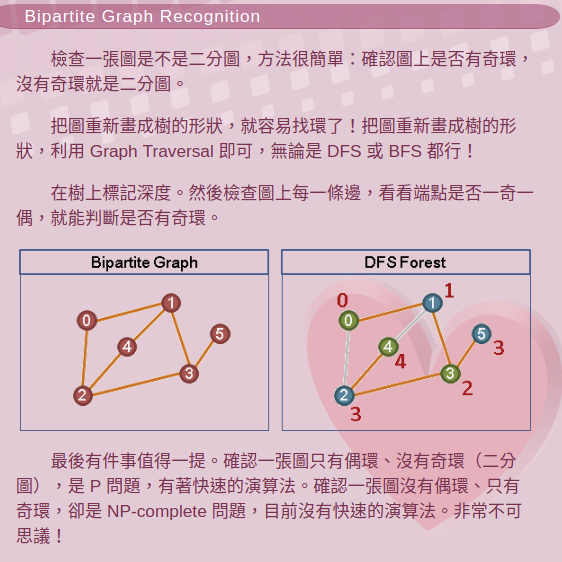 Bipartite Graph Recognition
檢查一張圖是不是二分圖，方法很簡單：確認圖上是否有奇環，
沒有奇環就是二分圖。
把圖重新畫成樹的形狀，就容易找環了！把圖重新畫成樹的形
狀，利用 Graph Traversal 即可，無論是 DFS 或 BFS 都行！
在樹上標記深度。然後檢查圖上每一條邊，看看端點是否一奇一
偶，就能判斷是否有奇環。
Bipartite Graph
0
1
4
5
3
2
DFS Forest
0
1
0
1
4
5
4
3
3
2
2
3
最後有件事值得一提。確認一張圖只有偶環、沒有奇環（二分
圖），是 P 問題，有著快速的演算法。確認一張圖沒有偶環、只有
奇環，卻是 NP-complete 問題，目前沒有快速的演算法。非常不可
思議！